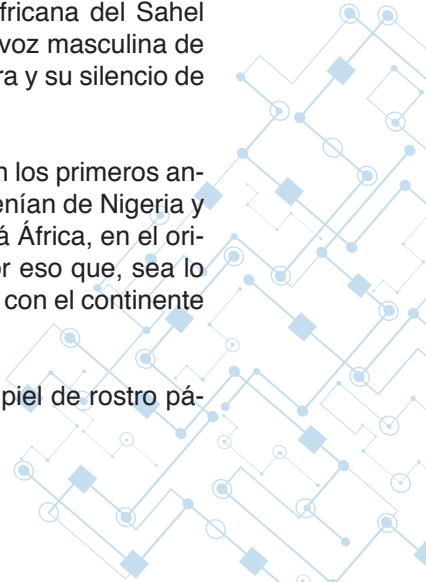 fricana del Sahel
voz masculina de
ra y su silencio de
n los primeros an-
enían de Nigeria y
á África, en el ori-
r eso que, sea lo
con el continente
piel de rostro pá-